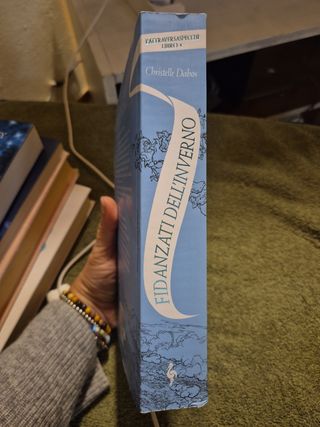 L'ATTRAVERSASPECCHI
LIBRO 1
Christelle Dabos
FIDANZATI DELL'INVERNO